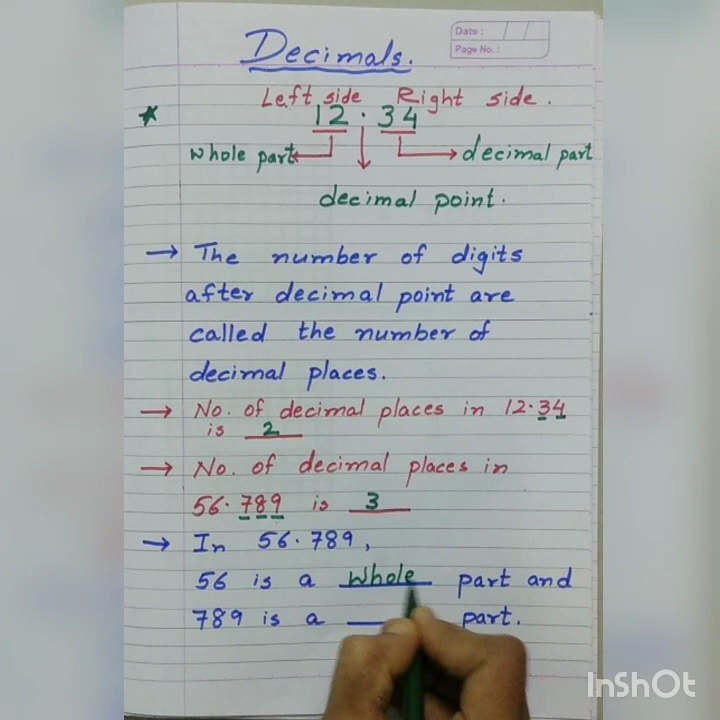 Date :
Page No. :
Decimals.
Left side Right side.
12.34
whole part decimal part
decimal point.
→ The number of digits
after decimal point are
called the number of
decimal places.
→ No. of decimal places in 12.34
is 2
→ No. of decimal places in
56.789 is 3
→ In 56.789,
56 is a whole part and
789 is a ____ part.
InShOt